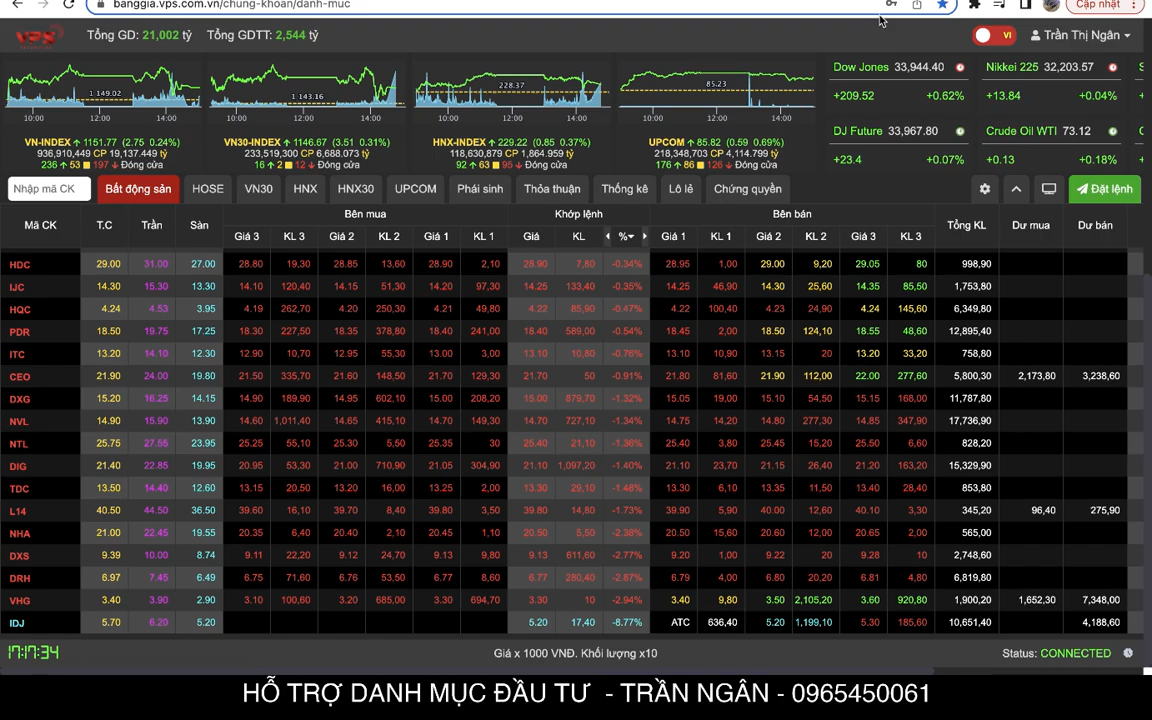 banggia.vps.com.vn/chung-khoan/danh-muc
Cập nhật
VPS Tổng GD: 21,002 tỷ Tổng GDTT: 2,544 tỷ VI Trần Thị Ngân
1 149.02 1 143.16 228.37 85.23
10:00 12:00 14:00 10:00 12:00 14:00 10:00 12:00 14:00 10:00 12:00 14:00
Dow Jones 33,944.40 Nikkei 225 32,203.57 S
+209.52 +0.62% +13.84 +0.04% +
DJ Future 33,967.80 Crude Oil WTI 73.12
+23.4 +0.07% +0.13 +0.18% +
VN-INDEX 1151.77 (2.75 0.24%) VN30-INDEX 1146.67 (3.51 0.31%) HNX-INDEX 229.22 (0.85 0.37%) UPCOM 85.82 (0.59 0.69%)
936,910,449 CP 19,137.449 tỷ 233,519,300 CP 6,688.073 tỷ 118,630,879 CP 1,864.959 tỷ 218,348,703 CP 4,114.799 tỷ
236 53 197 Đóng cửa 16 2 12 Đóng cửa 92 63 95 Đóng cửa 176 86 126 Đóng cửa
Nhập mã CK Bất động sản HOSE VN30 HNX HNX30 UPCOM Phái sinh Thỏa thuận Thống kê Lô lẻ Chứng quyền Đặt lệnh
Mã CK T.C Trần Sàn Bên mua Khớp lệnh Bên bán Tổng KL Dư mua Dư bán
Giá 3 KL 3 Giá 2 KL 2 Giá 1 KL 1 Giá KL % Giá 1 KL 1 Giá 2 KL 2 Giá 3 KL 3
HDC 29.00 31.00 27.00 28.80 19,30 28.85 13,60 28.90 2,10 28.90 7,80 -0.34% 28.95 1,00 29.00 9,20 29.05 80 998,90
IJC 14.30 15.30 13.30 14.10 120,40 14.15 51,30 14.20 97,30 14.25 133,40 -0.35% 14.25 46,90 14.30 25,60 14.35 85,50 1,753,80
HQC 4.24 4.53 3.95 4.19 262,70 4.20 250,30 4.21 49,80 4.22 85,90 -0.47% 4.22 100,40 4.23 24,90 4.24 145,60 6,349,80
PDR 18.50 19.75 17.25 18.30 227,50 18.35 378,80 18.40 241,00 18.40 589,00 -0.54% 18.45 2,00 18.50 124,10 18.55 48,60 12,895,40
ITC 13.20 14.10 12.30 12.90 10,70 12.95 55,30 13.00 3,00 13.10 10,80 -0.76% 13.10 10,90 13.15 20 13.20 33,20 758,80
CEO 21.90 24.00 19.80 21.50 335,70 21.60 148,50 21.70 129,30 21.70 50 -0.91% 21.80 81,60 21.90 112,00 22.00 277,60 5,800,30 2,173,80 3,238,60
DXG 15.20 16.25 14.15 14.90 189,90 14.95 602,10 15.00 208,20 15.00 879,70 -1.32% 15.05 19,00 15.10 54,50 15.15 168,00 11,787,80
NVL 14.90 15.90 13.90 14.60 1,011,40 14.65 415,10 14.70 149,30 14.70 727,10 -1.34% 14.75 14,20 14.80 277,30 14.85 347,90 17,736,90
NTL 25.75 27.55 23.95 25.25 55,10 25.30 5,50 25.35 30 25.40 21,10 -1.36% 25.40 3,80 25.45 15,20 25.50 6,60 828,20
DIG 21.40 22.85 19.95 20.95 53,30 21.00 710,90 21.05 304,90 21.10 1,097,20 -1.40% 21.10 23,70 21.15 26,40 21.20 163,20 15,329,90
TDC 13.50 14.40 12.60 13.15 20,50 13.20 16,00 13.25 2,00 13.30 29,10 -1.48% 13.30 6,10 13.35 11,50 13.40 28,40 853,80
L14 40.50 44.50 36.50 39.60 16,10 39.70 8,40 39.80 3,50 39.80 14,80 -1.73% 39.90 5,90 40.00 12,60 40.10 3,30 345,20 96,40 275,90
NHA 21.00 22.45 19.55 20.35 6,40 20.40 2,10 20.45 1,10 20.50 5,50 -2.38% 20.50 15,60 20.60 12,00 20.65 2,00 565,00
DXS 9.39 10.00 8.74 9.11 22,20 9.12 24,70 9.13 9,80 9.13 611,60 -2.77% 9.20 1,00 9.22 20 9.28 10 2,748,60
DRH 6.97 7.45 6.49 6.75 71,60 6.76 53,50 6.77 8,60 6.77 280,40 -2.87% 6.79 4,00 6.80 20,20 6.81 4,80 6,819,80
VHG 3.40 3.90 2.90 3.10 100,60 3.20 685,00 3.30 694,70 3.30 10 -2.94% 3.40 9,80 3.50 2,105,20 3.60 920,80 1,900,20 1,652,30 7,348,00
IDJ 5.70 6.20 5.20 5.20 17,40 -8.77% ATC 636,40 5.20 1,199,10 5.30 185,60 10,651,40 4,188,60
17:17:34 Giá x 1000 VNĐ. Khối lượng x10 Status: CONNECTED
HỖ TRỢ DANH MỤC ĐẦU TƯ - TRẦN NGÂN - 0965450061